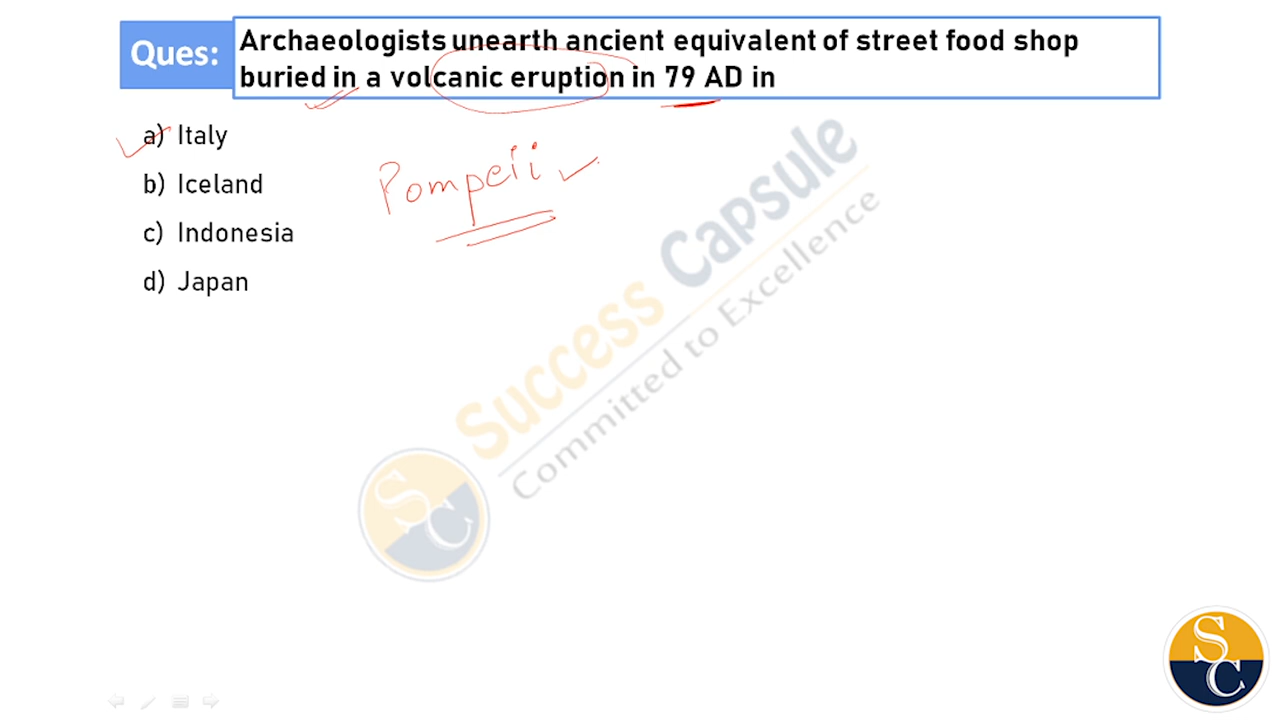 Ques:
Archaeologists unearth ancient equivalent of street food shop
buried in a volcanic eruption in 79 AD in
a) Italy
b) Iceland
c) Indonesia
d) Japan
Pompeii
Success Capsule
Committed to Excellence
SC
SC